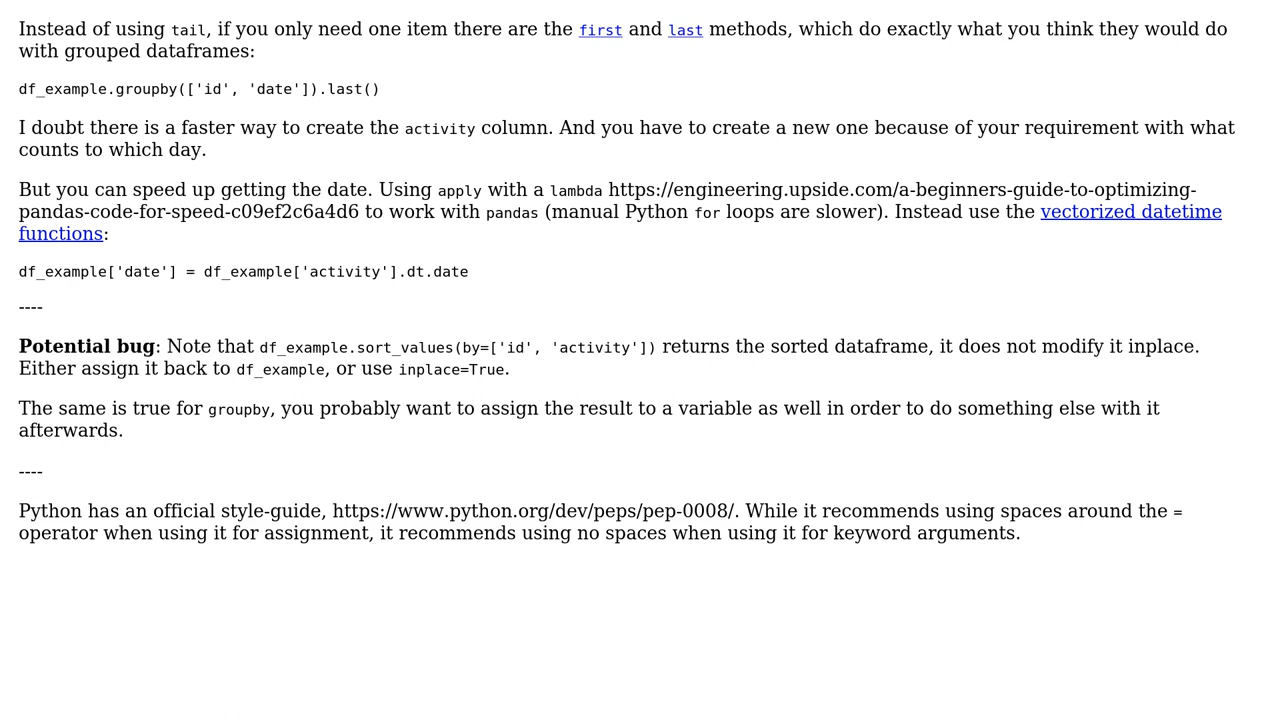 Instead of using tail, if you only need one item there are the first and last methods, which do exactly what you think they would do
with grouped dataframes:
df_example.groupby(['id', 'date']).last()
I doubt there is a faster way to create the activity column. And you have to create a new one because of your requirement with what
counts to which day.
But you can speed up getting the date. Using apply with a lambda https://engineering.upside.com/a-beginners-guide-to-optimizing-
pandas-code-for-speed-c09ef2c6a4d6 to work with pandas (manual Python for loops are slower). Instead use the vectorized datetime
functions:
df_example['date'] = df_example['activity'].dt.date
----
Potential bug: Note that df_example.sort_values(by=['id', 'activity']) returns the sorted dataframe, it does not modify it inplace.
Either assign it back to df_example, or use inplace=True.
The same is true for groupby, you probably want to assign the result to a variable as well in order to do something else with it
afterwards.
----
Python has an official style-guide, https://www.python.org/dev/peps/pep-0008/. While it recommends using spaces around the =
operator when using it for assignment, it recommends using no spaces when using it for keyword arguments.